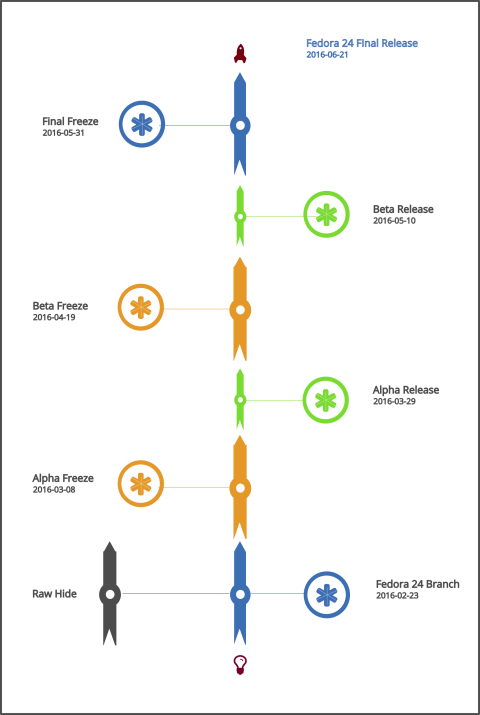 Fedora 24 Final Release
2016-06-21
Final Freeze
2016-05-31
Beta Release
2016-05-10
Beta Freeze
2016-04-19
Alpha Release
2016-03-29
Alpha Freeze
2016-03-08
Raw Hide
Fedora 24 Branch
2016-02-23